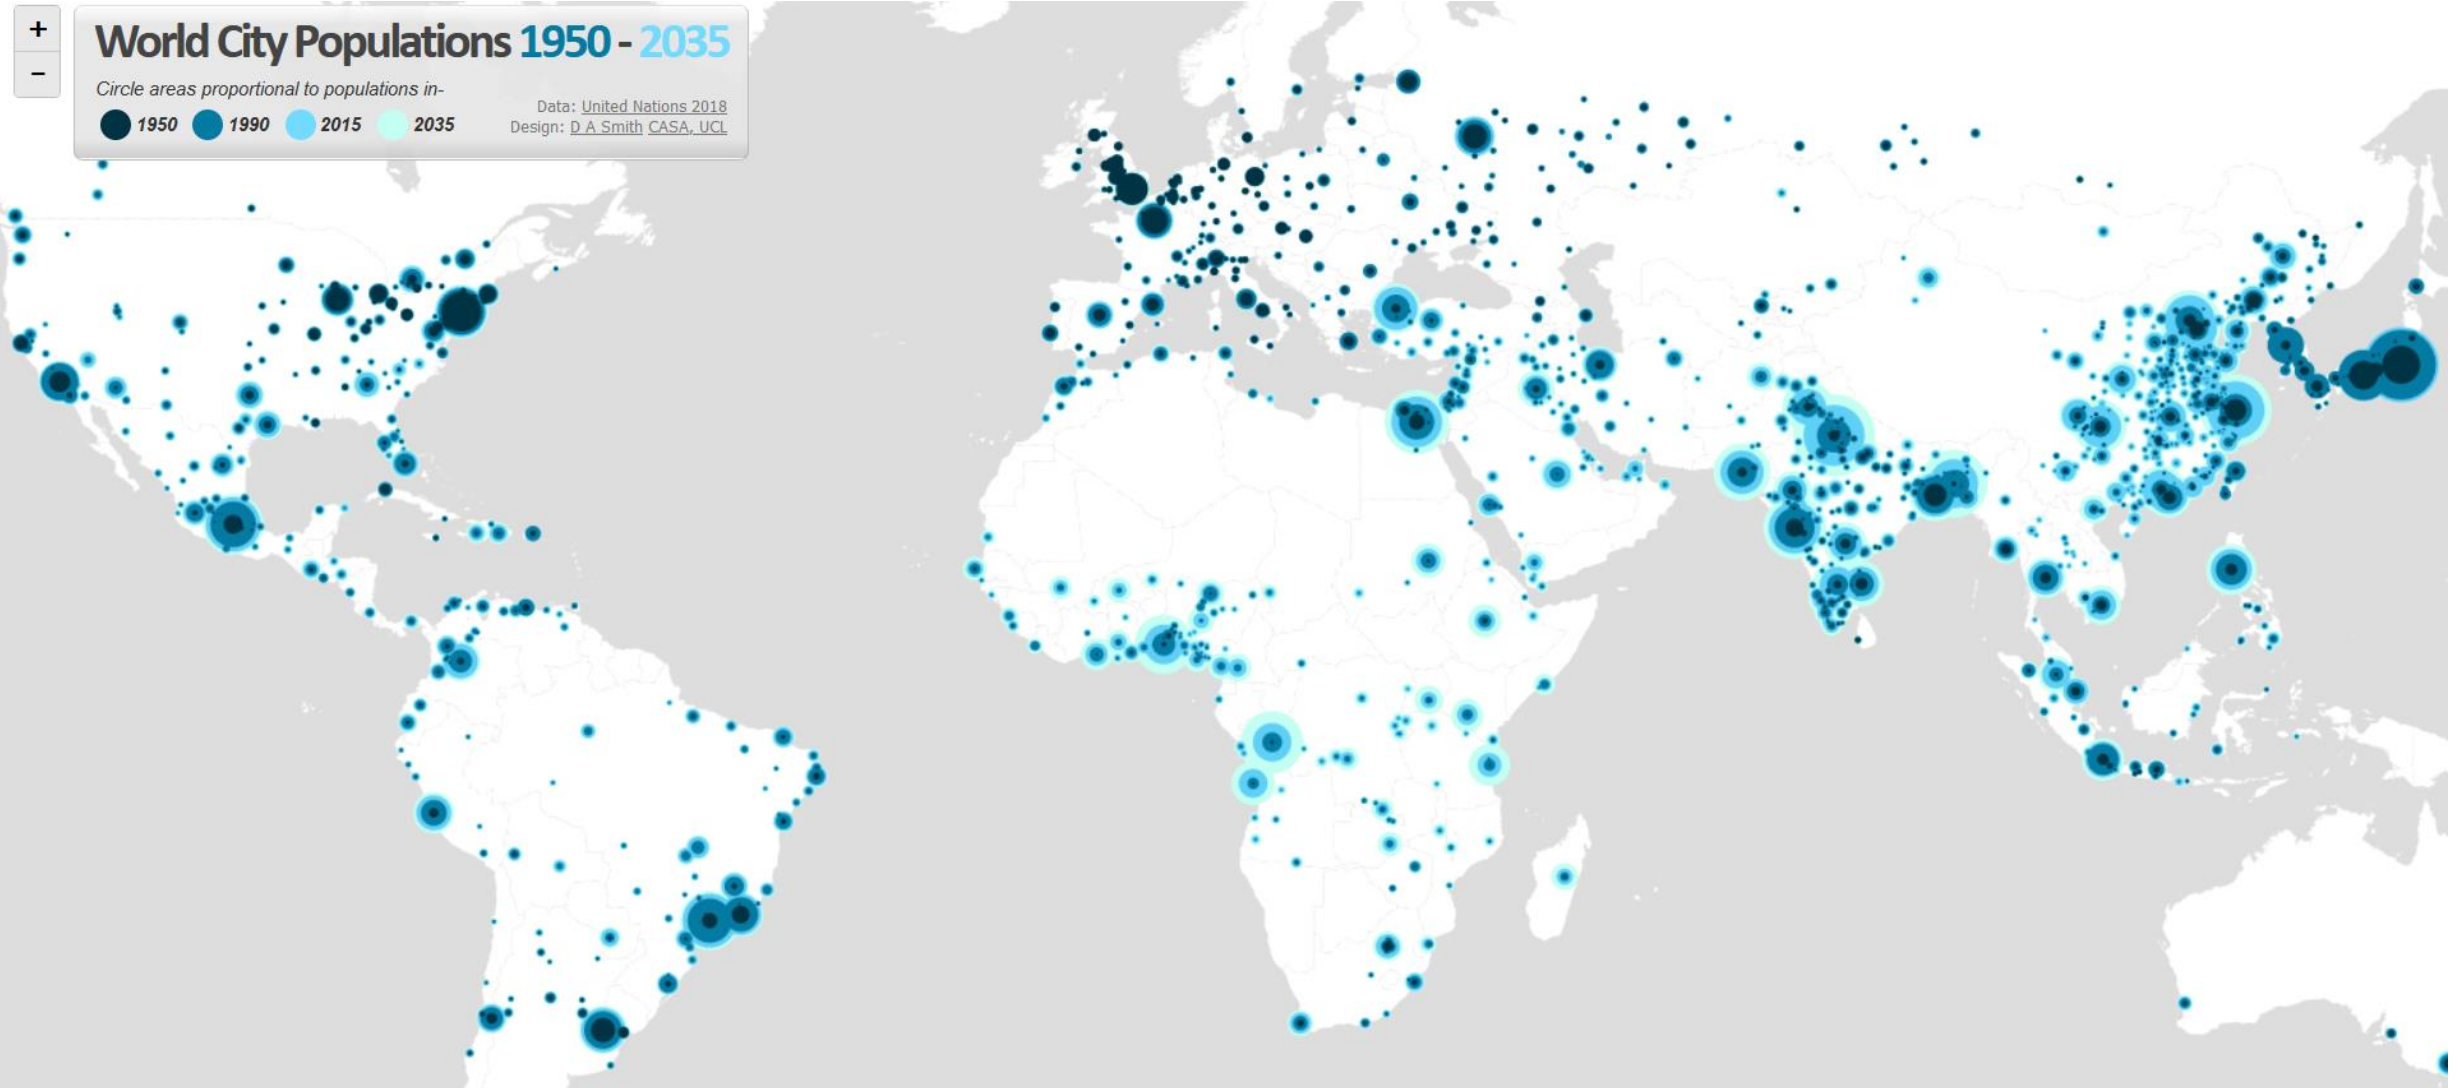 +
−
World City Populations 1950 - 2035
Circle areas proportional to populations in-
1950 1990 2015 2035
Data: United Nations 2018
Design: D A Smith CASA, UCL